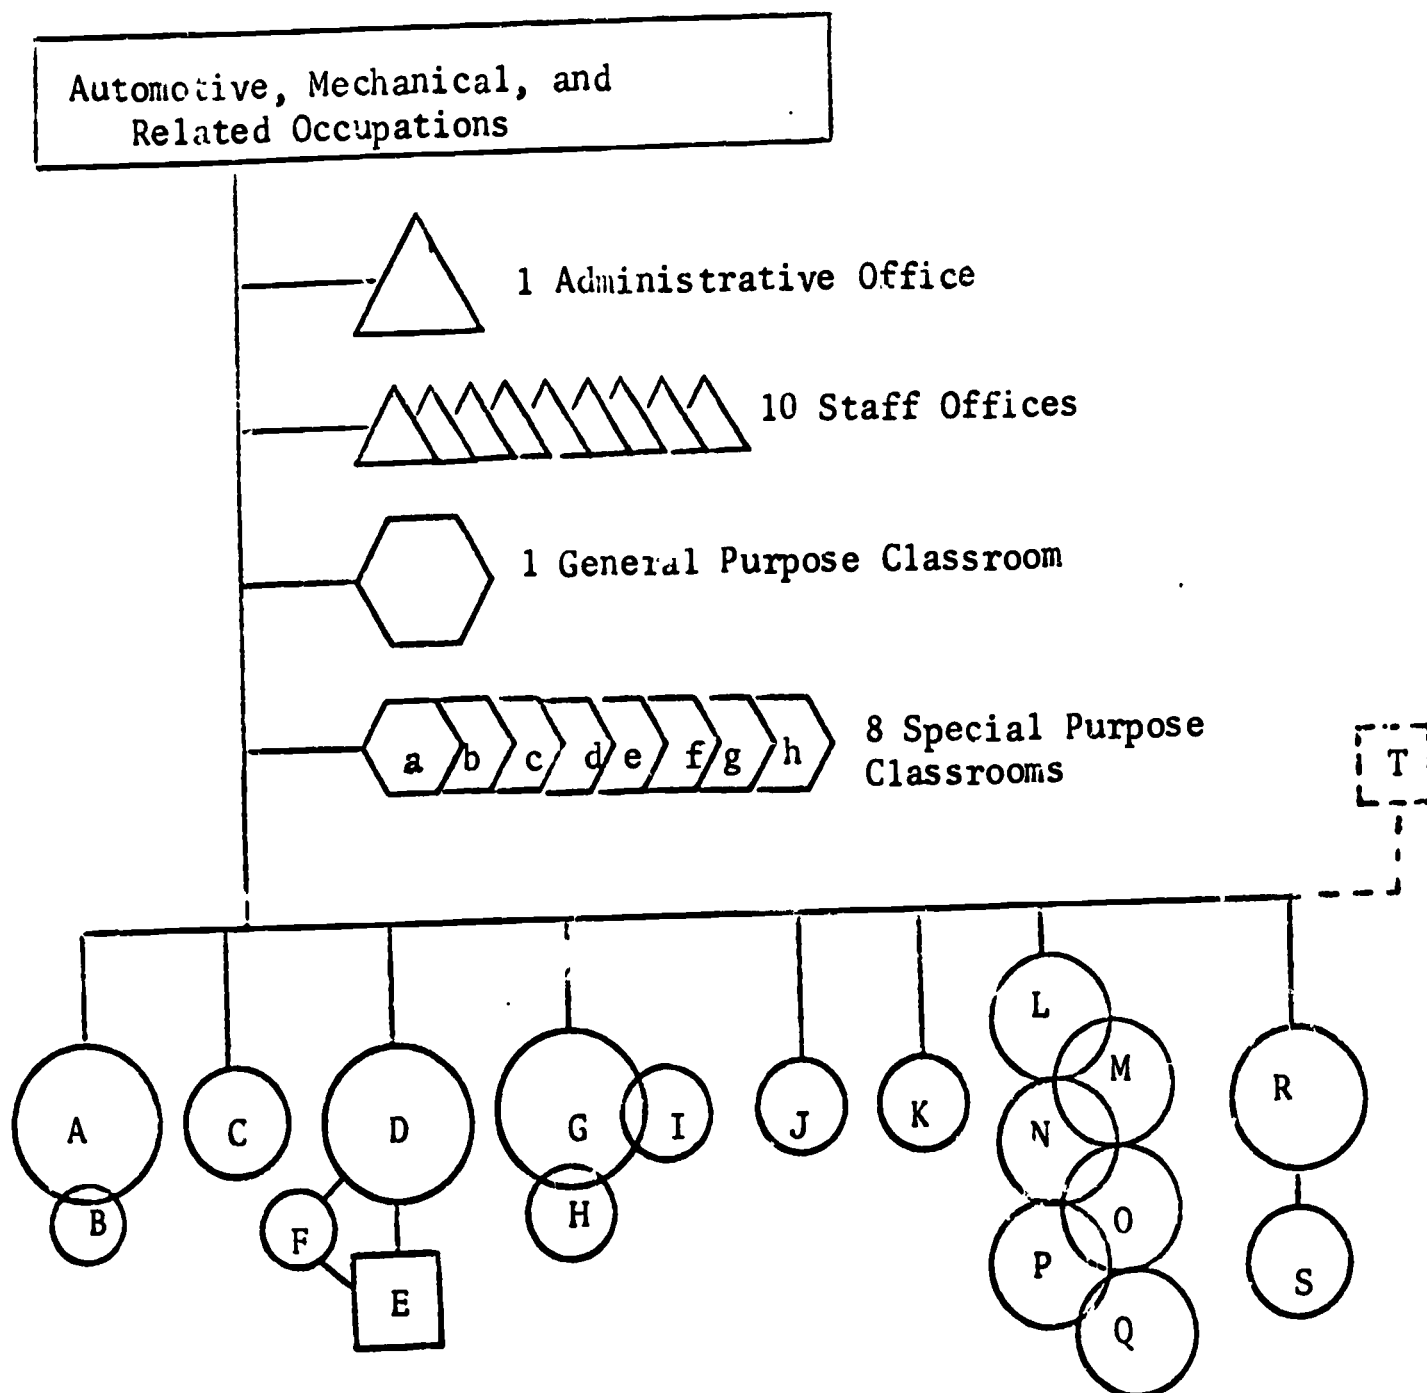 Automotive, Mechanical, and
Related Occupations
1 Administrative Office
10 Staff Offices
1 General Purpose Classroom
a b c d e f g h
8 Special Purpose
Classrooms
T
L
M
A
C
D
G
I
J
K
N
R
B
F
H
O
E
P
S
Q